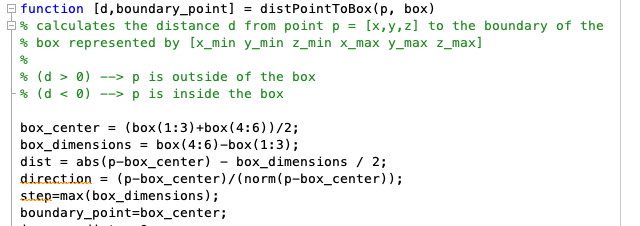 function [d,boundary_point] = distPointToBox(p, box)
% calculates the distance d from point p = [x,y,z] to the boundary of the
% box represented by [x_min y_min z_min x_max y_max z_max]
%
% (d > 0) --> p is outside of the box
% (d < 0) --> p is inside the box
box_center = (box(1:3)+box(4:6))/2;
box_dimensions = box(4:6)-box(1:3);
dist = abs(p-box_center) - box_dimensions / 2;
direction = (p-box_center)/(norm(p-box_center));
step=max(box_dimensions);
boundary_point=box_center;